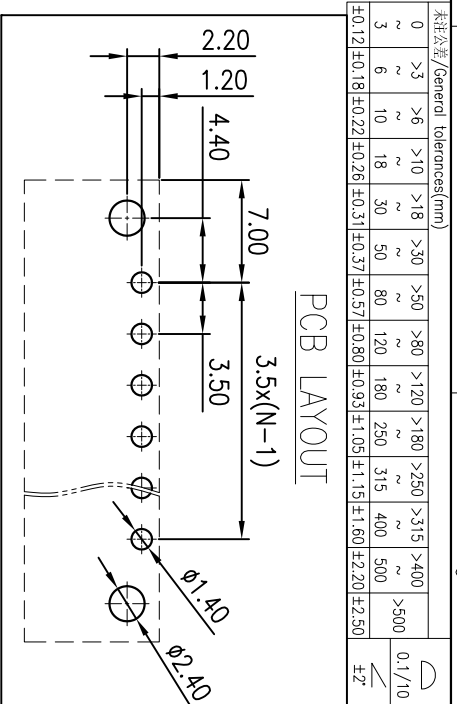 未注公差/General tolerances(mm)
0 ~ 3 >3 ~ 6 >6 ~ 10 >10 ~ 18 >18 ~ 30 >30 ~ 50 >50 ~ 80 >80 ~ 120 >120 ~ 180 >180 ~ 250 >250 ~ 315 >315 ~ 400 >400 ~ 500 >500 0.1/10
±0.12 ±0.18 ±0.22 ±0.26 ±0.31 ±0.37 ±0.57 ±0.80 ±0.93 ±1.05 ±1.15 ±1.60 ±2.20 ±2.50 ±2°
PCB LAYOUT
7.00
3.5x(N-1)
4.40
3.50
1.20
2.20
ø1.40
ø2.40